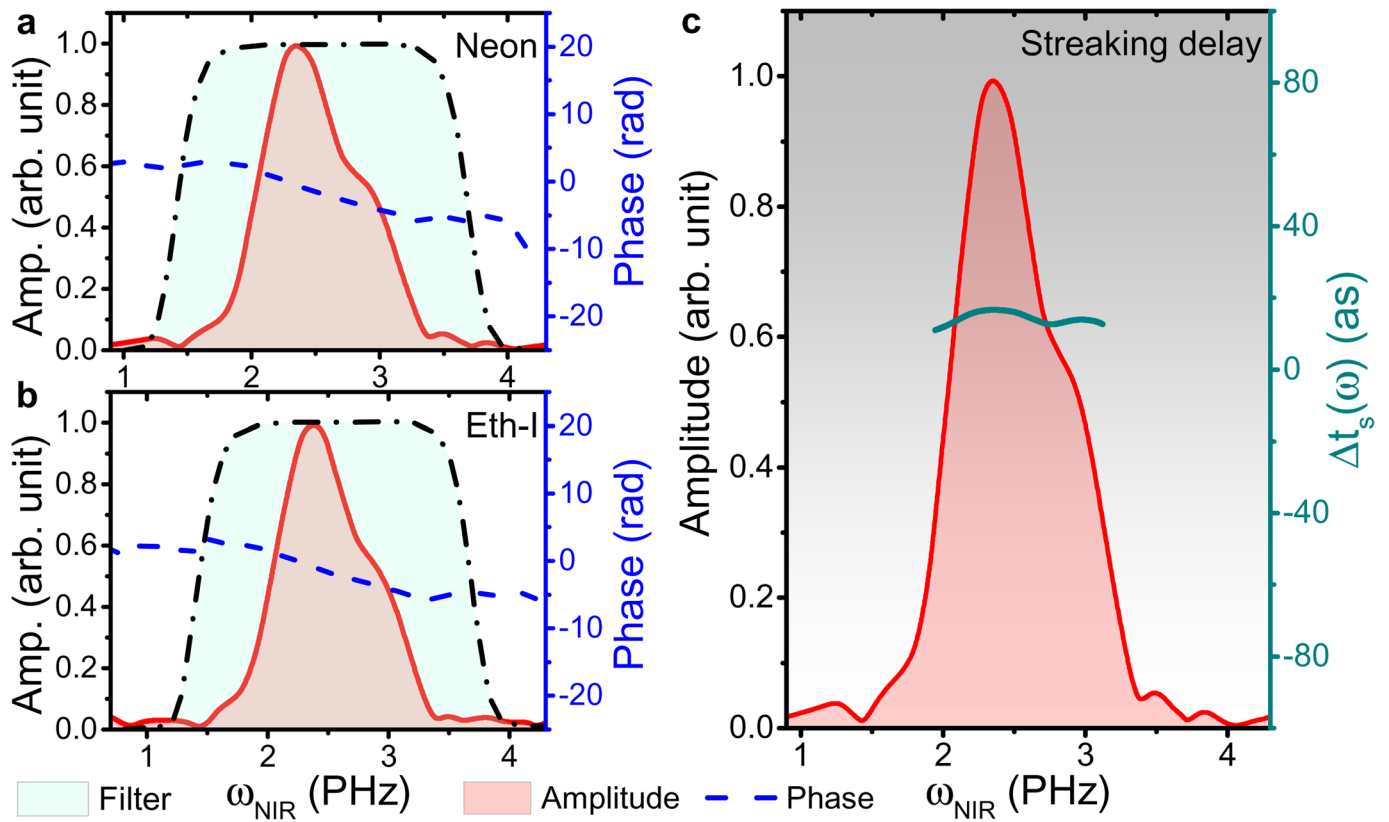 a
Neon
Amp. (arb. unit)
1.0
0.8
0.6
0.4
0.2
0.0
20
10
0
-10
-20
Phase (rad)
1 2 3 4
b
Eth-I
Amp. (arb. unit)
1.0
0.8
0.6
0.4
0.2
0.0
20
10
0
-10
-20
Phase (rad)
1 2 3 4
ω_NIR (PHz)
c
Streaking delay
Amplitude (arb. unit)
1.0
0.8
0.6
0.4
0.2
0.0
80
40
0
-40
-80
Δt_s(ω) (as)
1 2 3 4
ω_NIR (PHz)
Filter
Amplitude
Phase